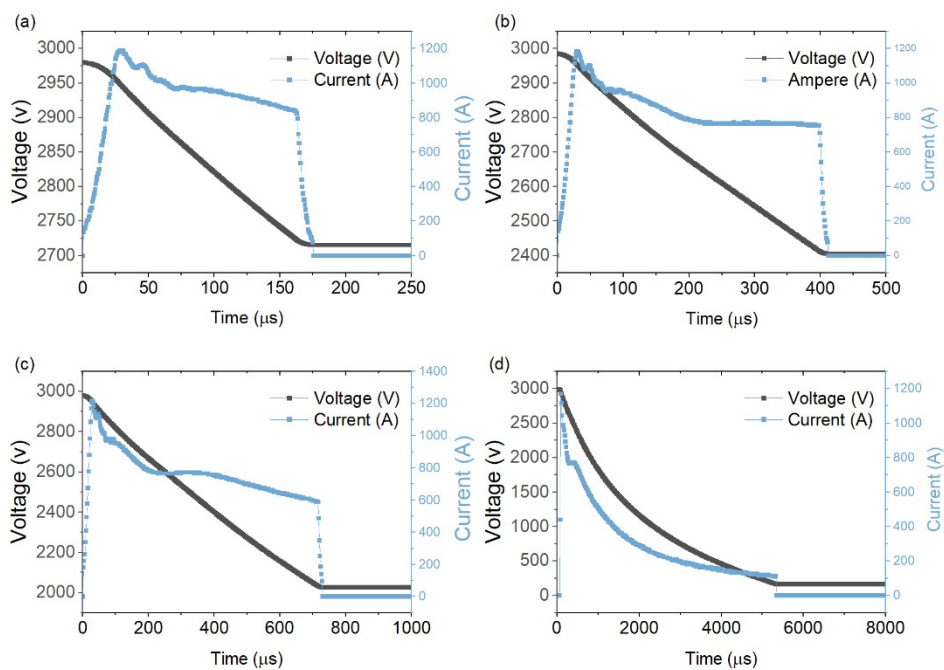 (a)
3000
2950
2900
2850
2800
2750
2700
Voltage (v)
Voltage (V)
Current (A)
1200
1000
800
600
400
200
0
Current (A)
0 50 100 150 200 250
Time (μs)
(b)
3000
2900
2800
2700
2600
2500
2400
Voltage (v)
Voltage (V)
Ampere (A)
1200
1000
800
600
400
200
0
Current (A)
0 100 200 300 400 500
Time (μs)
(c)
3000
2800
2600
2400
2200
2000
Voltage (v)
Voltage (V)
Current (A)
1400
1200
1000
800
600
400
200
0
Current (A)
0 200 400 600 800 1000
Time (μs)
(d)
3000
2500
2000
1500
1000
500
0
Voltage (v)
Voltage (V)
Current (A)
1200
1000
800
600
400
200
0
Current (A)
0 2000 4000 6000 8000
Time (μs)